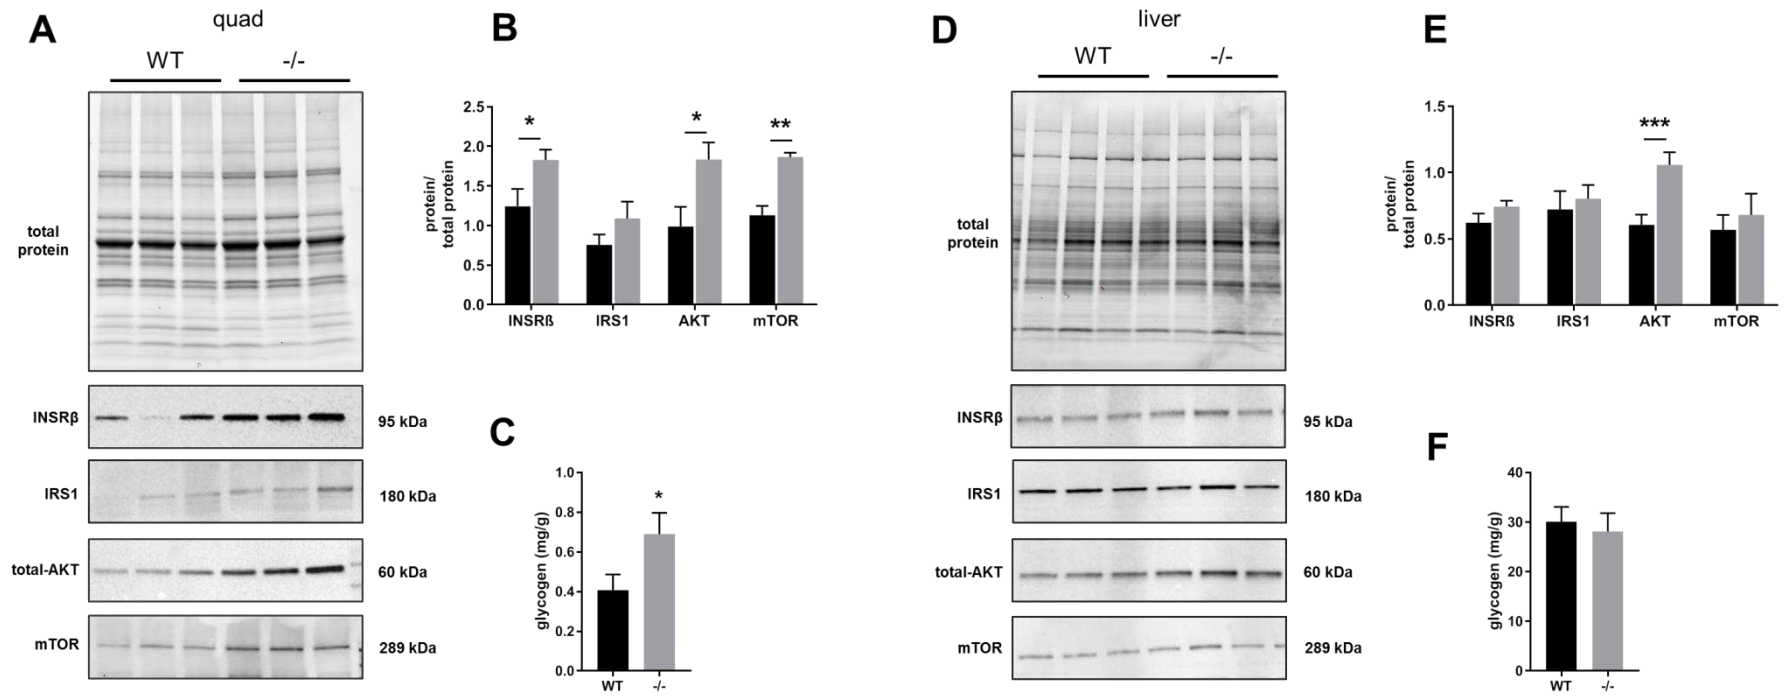 A
quad
WT
-/-
total
protein
INSRβ
95 kDa
IRS1
180 kDa
total-AKT
60 kDa
mTOR
289 kDa
B
protein/
total protein
2.5
2.0
1.5
1.0
0.5
0.0
*
*
**
INSRß
IRS1
AKT
mTOR
C
glycogen (mg/g)
1.0
0.8
0.6
0.4
0.2
0.0
*
WT
-/-
D
liver
WT
-/-
total
protein
INSRβ
95 kDa
IRS1
180 kDa
total-AKT
60 kDa
mTOR
289 kDa
E
protein/
total protein
1.5
1.0
0.5
0.0
***
INSRß
IRS1
AKT
mTOR
F
glycogen (mg/g)
40
30
20
10
0
WT
-/-